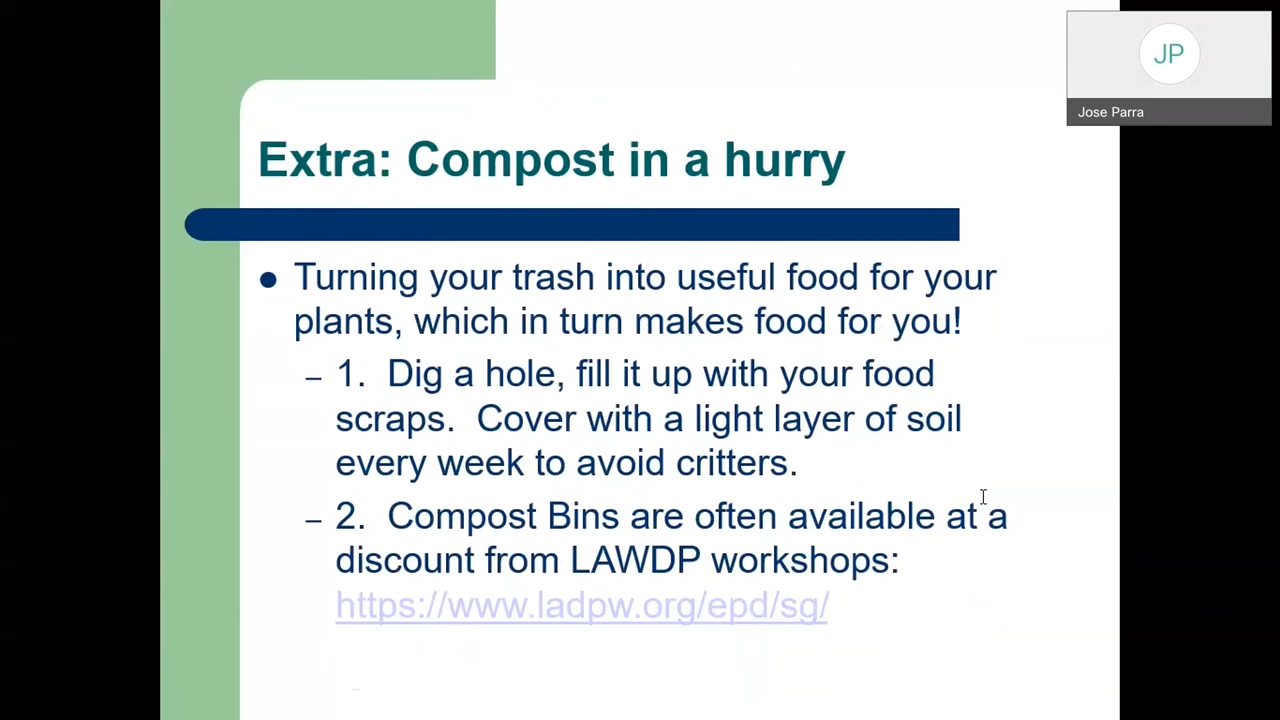 JP
Jose Parra
Extra: Compost in a hurry
Turning your trash into useful food for your
plants, which in turn makes food for you!
– 1. Dig a hole, fill it up with your food
scraps. Cover with a light layer of soil
every week to avoid critters.
– 2. Compost Bins are often available at a
discount from LAWDP workshops:
https://www.ladpw.org/epd/sg/